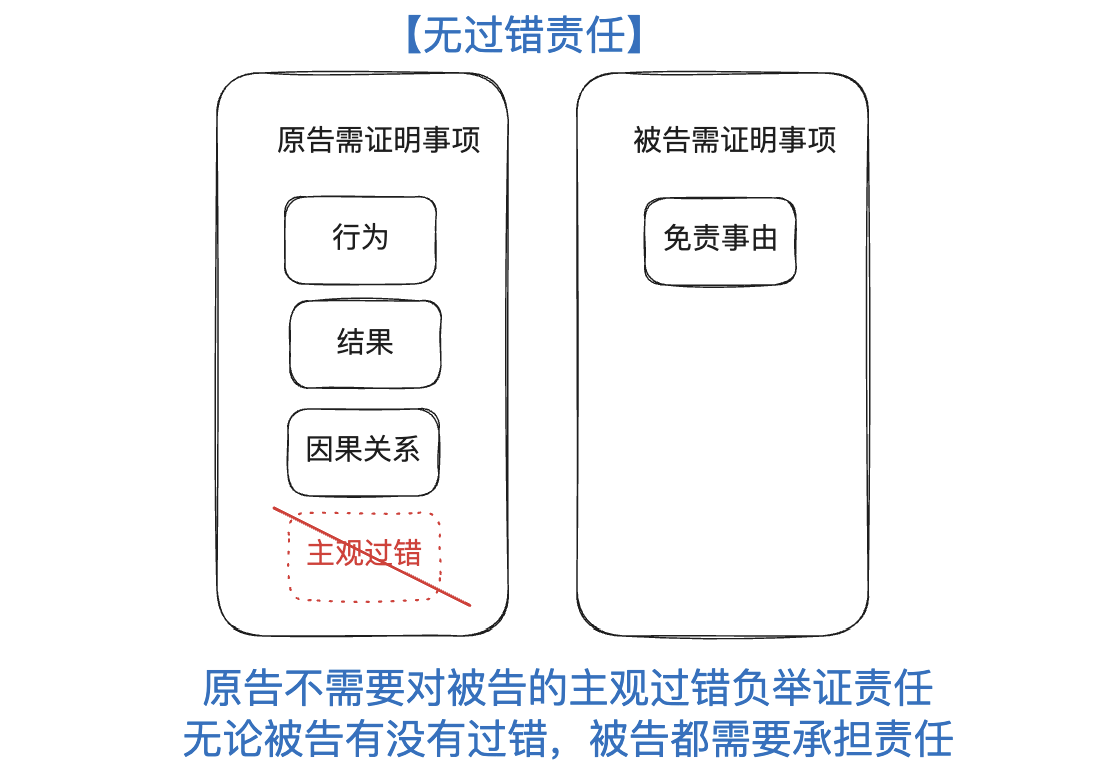 【无过错责任】
原告需证明事项
行为
结果
因果关系
主观过错
被告需证明事项
免责事由
原告不需要对被告的主观过错负举证责任
无论被告有没有过错，被告都需要承担责任